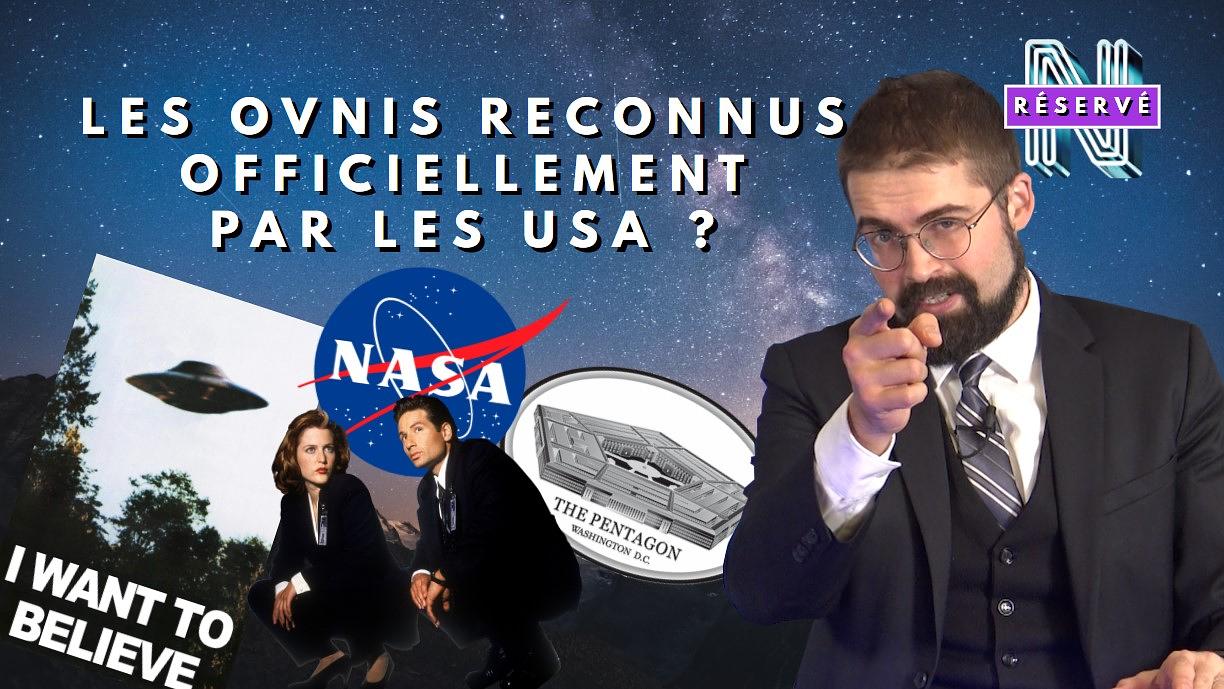 LES OVNIS RECONNUS
OFFICIELLEMENT
PAR LES USA ?
N
RÉSERVÉ
NASA
THE PENTAGON
WASHINGTON D.C.
I WANT TO
BELIEVE